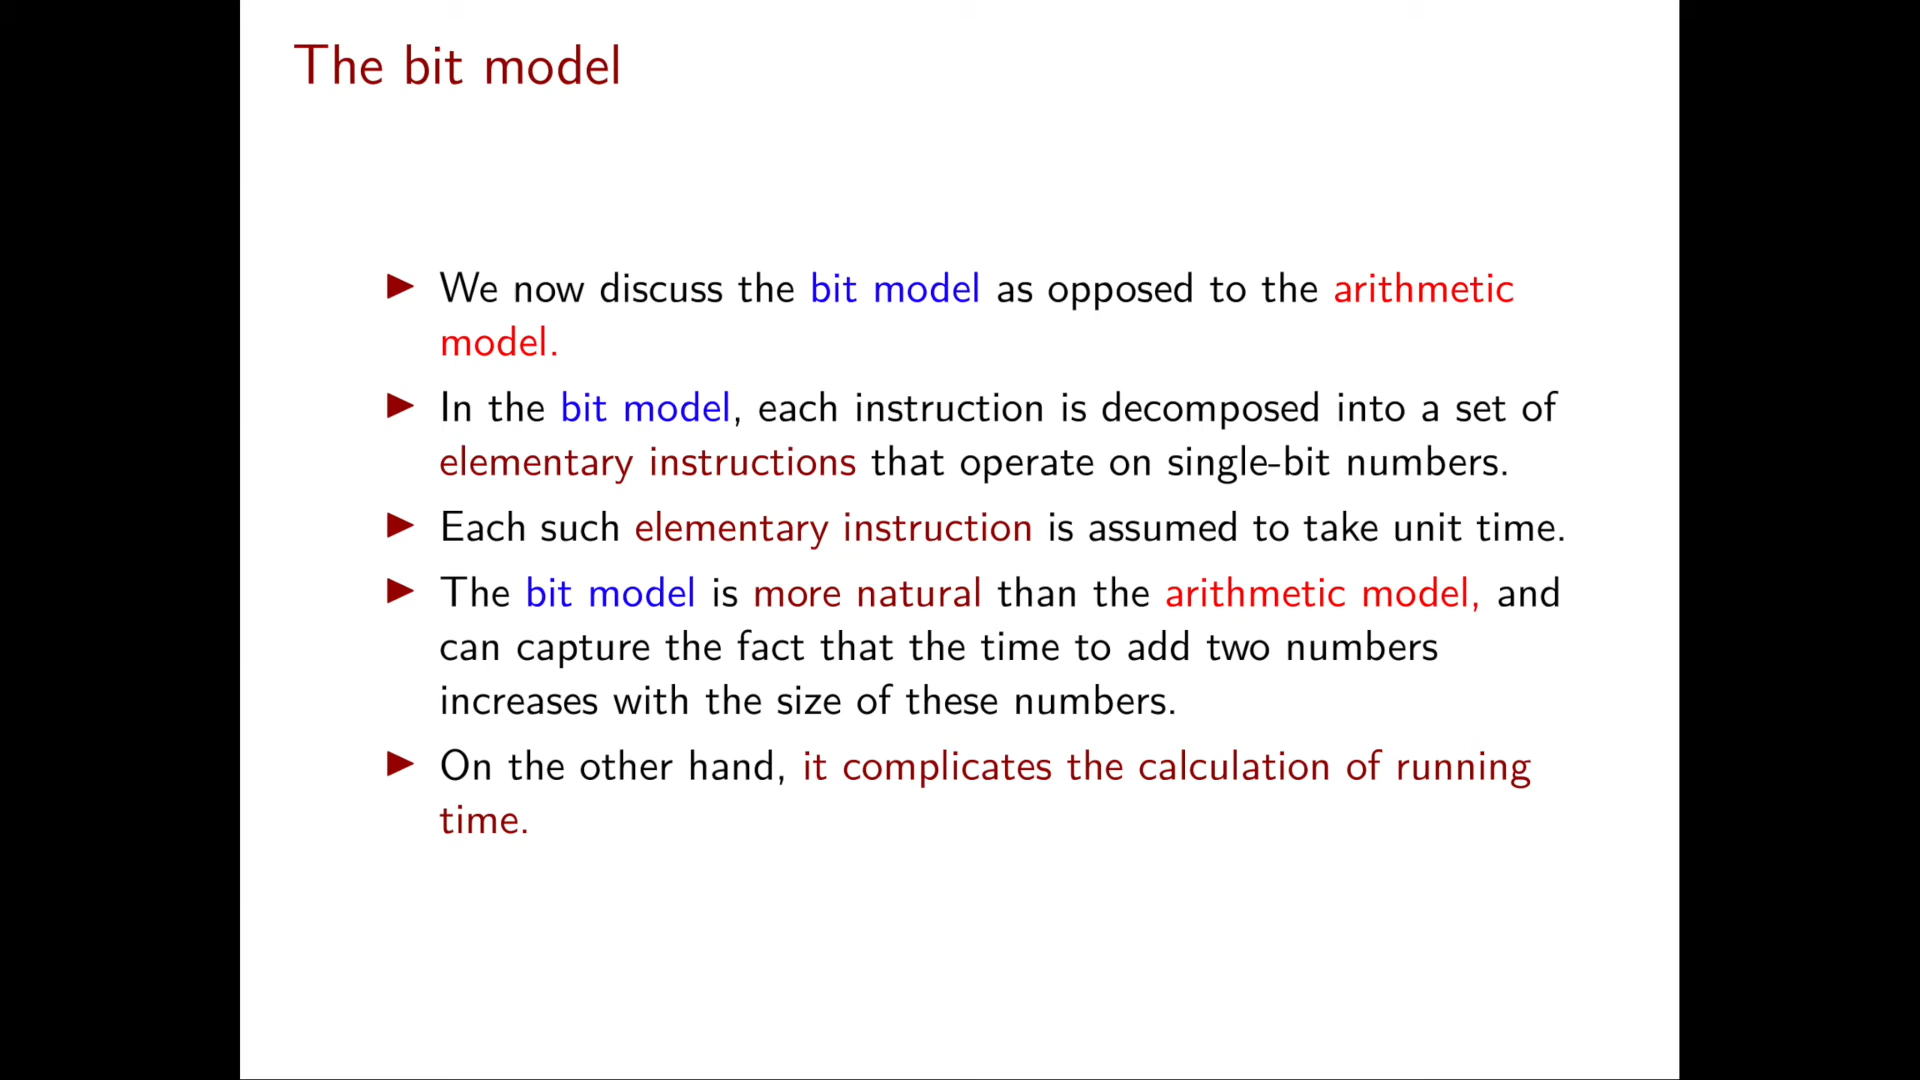 The bit model
We now discuss the bit model as opposed to the arithmetic
model.
In the bit model, each instruction is decomposed into a set of
elementary instructions that operate on single-bit numbers.
Each such elementary instruction is assumed to take unit time.
The bit model is more natural than the arithmetic model, and
can capture the fact that the time to add two numbers
increases with the size of these numbers.
On the other hand, it complicates the calculation of running
time.